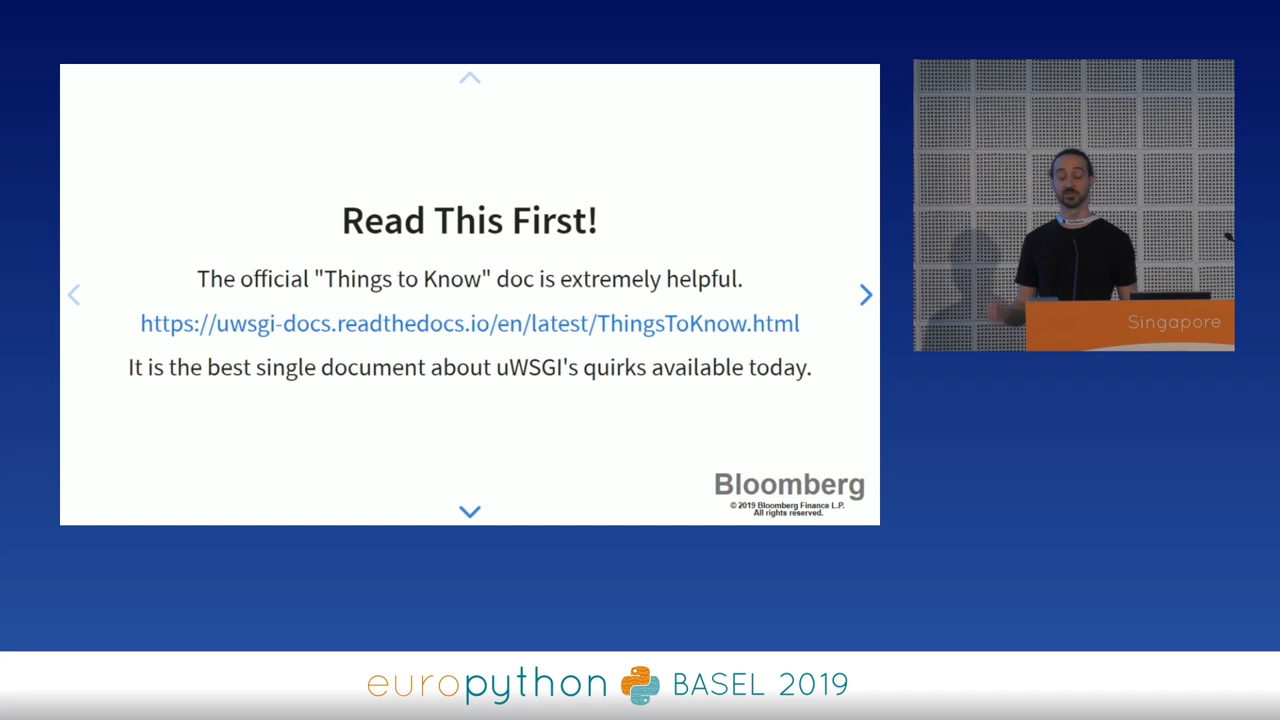 Read This First!
The official "Things to Know" doc is extremely helpful.
https://uwsgi-docs.readthedocs.io/en/latest/ThingsToKnow.html
It is the best single document about uWSGI's quirks available today.
Bloomberg
© 2019 Bloomberg Finance L.P.
All rights reserved.
Singapore
europython BASEL 2019